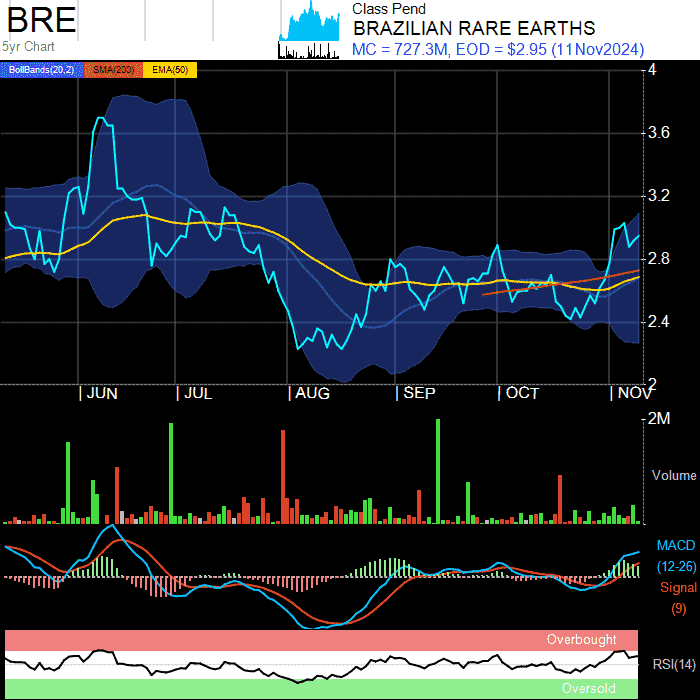 BRE
5yr Chart
Class Pend
BRAZILIAN RARE EARTHS
MC = 727.3M, EOD = $2.95 (11Nov2024)
BollBands(20,2) SMA(200) EMA(50)
4
3.6
3.2
2.8
2.4
2
| JUN | JUL | AUG | SEP | OCT | NOV
2M
Volume
MACD
(12-26)
Signal
(9)
Overbought
RSI(14)
Oversold